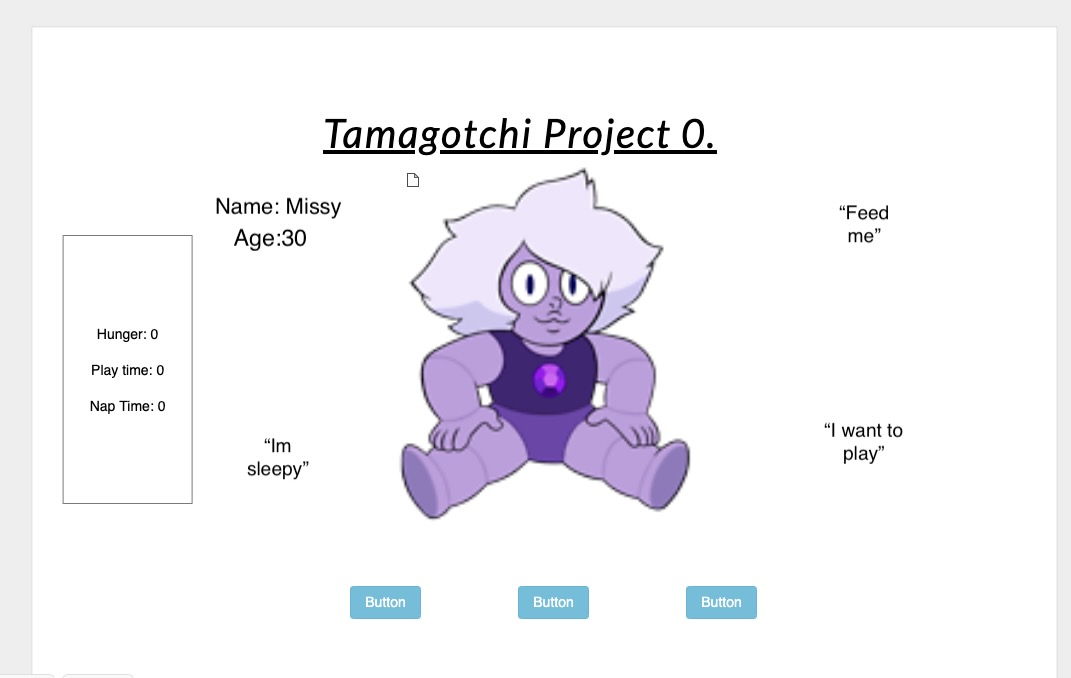 Tamagotchi Project 0.
Name: Missy
Age:30
“Feed
me”
Hunger: 0
Play time: 0
Nap Time: 0
“Im
sleepy”
“I want to
play”
Button
Button
Button